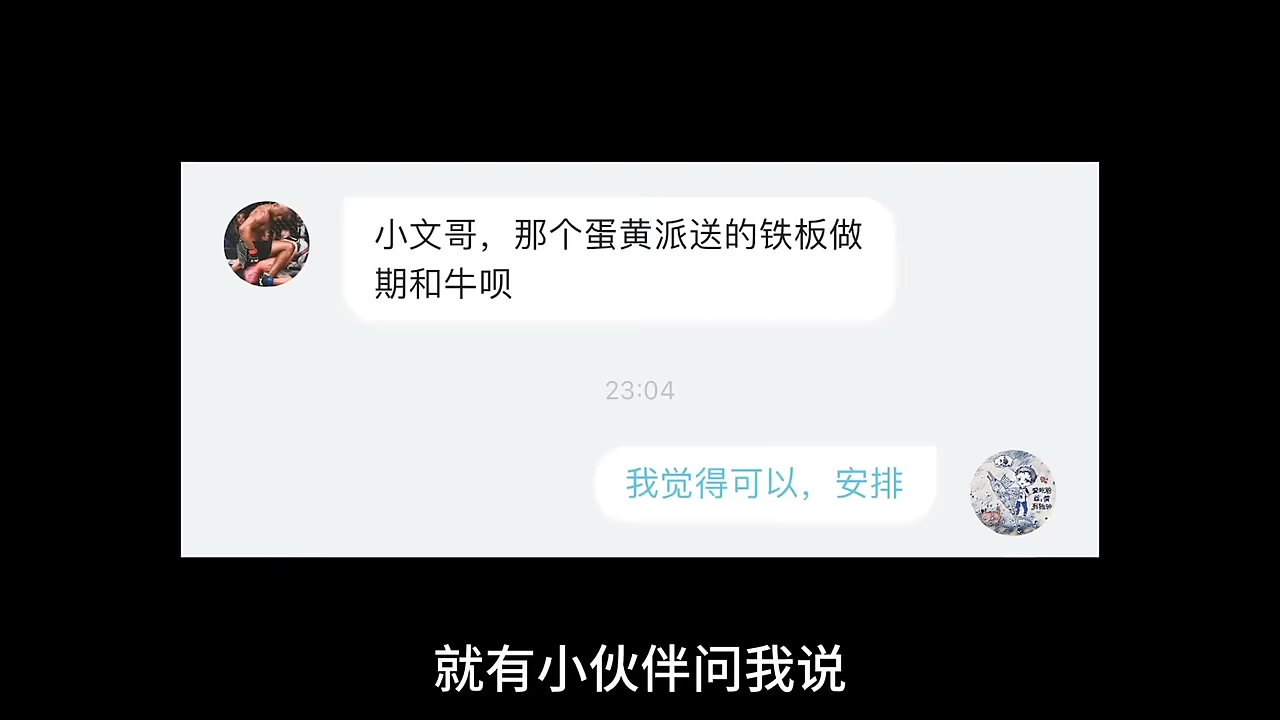 小文哥，那个蛋黄派送的铁板做
期和牛呗
23:04
我觉得可以，安排
就有小伙伴问我说